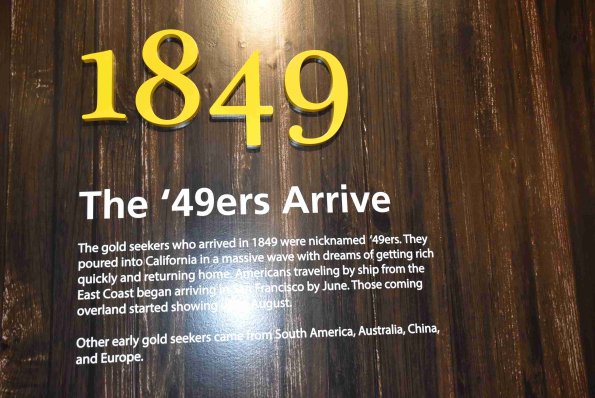 1849
The ‘49ers Arrive
The gold seekers who arrived in 1849 were nicknamed ‘49ers. They
poured into California in a massive wave with dreams of getting rich
quickly and returning home. Americans traveling by ship from the
East Coast began arriving in San Francisco by June. Those coming
overland started showing August.
Other early gold seekers came from South America, Australia, China,
and Europe.